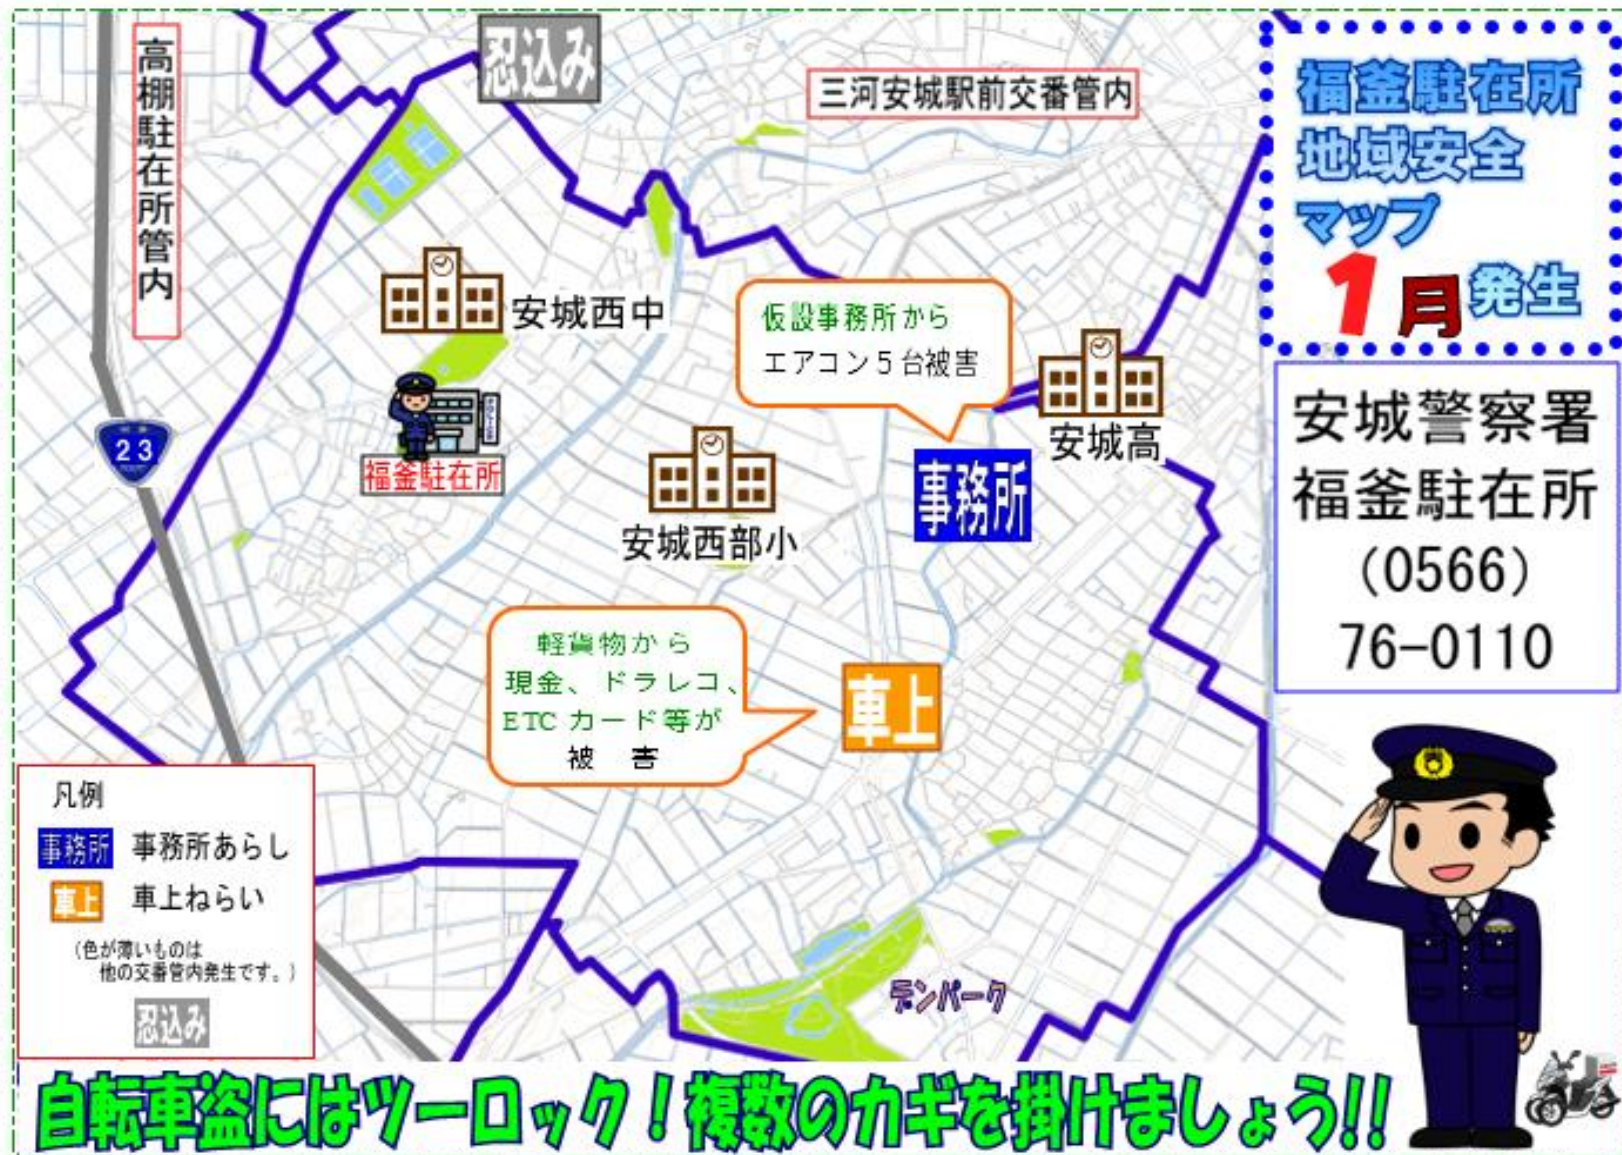 高棚駐在所管内
忍込み
三河安城駅前交番管内
福釜駐在所
地域安全
マップ
1月発生
安城西中
仮設事務所から
エアコン5台被害
安城高
安城警察署
福釜駐在所
(0566)
76-0110
23
福釜駐在所
安城西部小
事務所
軽貨物から
現金、ドラレコ、
ETCカード等が
被 害
車上
凡例
事務所 事務所あらし
車上 車上ねらい
(色が薄いものは
他の交番管内発生です。)
忍込み
デンパーク
自転車盗にはツーロック!複数のカギを掛けましょう!!